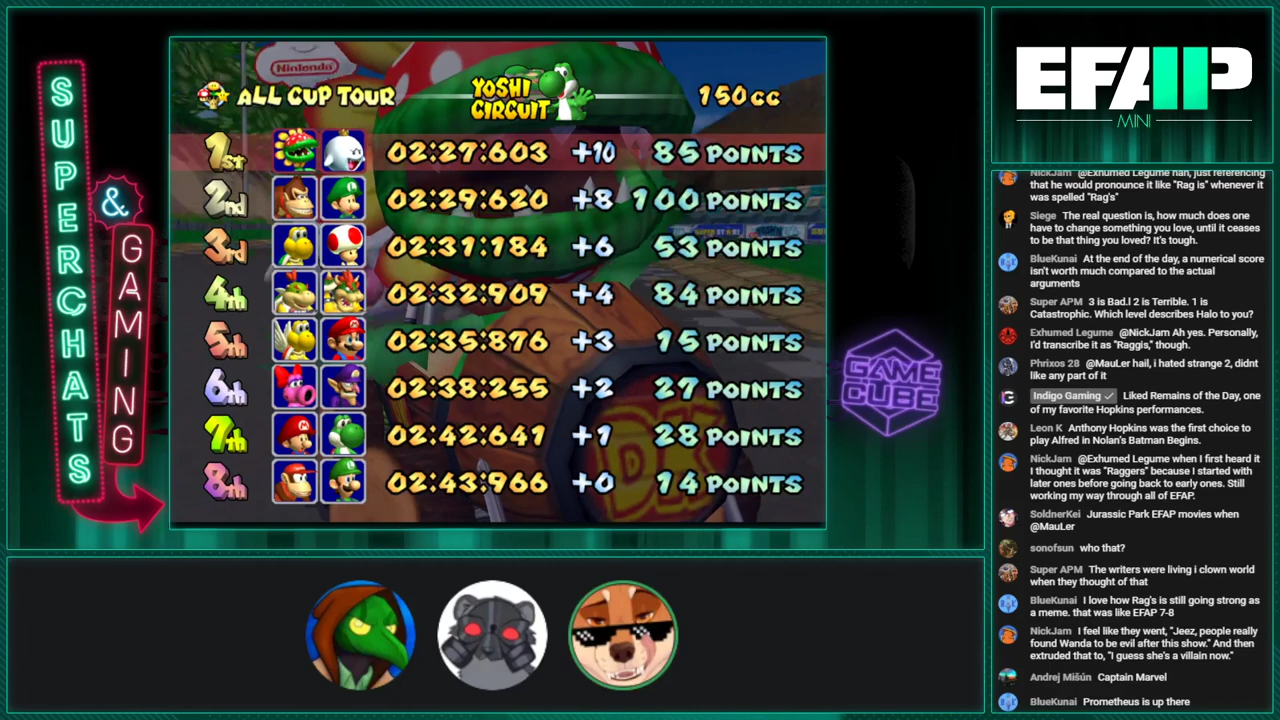 SUPERCHATS
&
GAMING
Nintendo
ALL CUP TOUR
YOSHI
CIRCUIT
150cc
1st 02:27:603 +10 85 POINTS
2nd 02:29:620 +8 100 POINTS
3rd 02:31:184 +6 53 POINTS
4th 02:32:909 +4 84 POINTS
5th 02:35:876 +3 15 POINTS
6th 02:38:255 +2 27 POINTS
7th 02:42:641 +1 28 POINTS
8th 02:43:966 +0 14 POINTS
DK
GAME
CUBE
EFAP
MINI
NickJam @Exhumed Legume nah, just referencing
that he would pronounce it like "Rag is" whenever it
was spelled "Rag's"
Siege The real question is, how much does one
have to change something you love, until it ceases
to be that thing you loved? It's tough.
BlueKunai At the end of the day, a numerical score
isn't worth much compared to the actual
arguments
Super APM 3 is Bad.l 2 is Terrible. 1 is
Catastrophic. Which level describes Halo to you?
Exhumed Legume @NickJam Ah yes. Personally,
I'd transcribe it as "Raggis," though.
Phrixos 28 @MauLer hail, i hated strange 2, didnt
like any part of it
Indigo Gaming Liked Remains of the Day, one
of my favorite Hopkins performances.
Leon K Anthony Hopkins was the first choice to
play Alfred in Nolan's Batman Begins.
NickJam @Exhumed Legume when I first heard it
I thought it was "Raggers" because I started with
later ones before going back to early ones. Still
working my way through all of EFAP.
SoldnerKei Jurassic Park EFAP movies when
@MauLer
sonofsun who that?
Super APM The writers were living i clown world
when they thought of that
BlueKunai I love how Rag's is still going strong as
a meme. that was like EFAP 7-8
NickJam I feel like they went, "Jeez, people really
found Wanda to be evil after this show." And then
extruded that to, "I guess she's a villain now."
Andrej Mišún Captain Marvel
BlueKunai Prometheus is up there